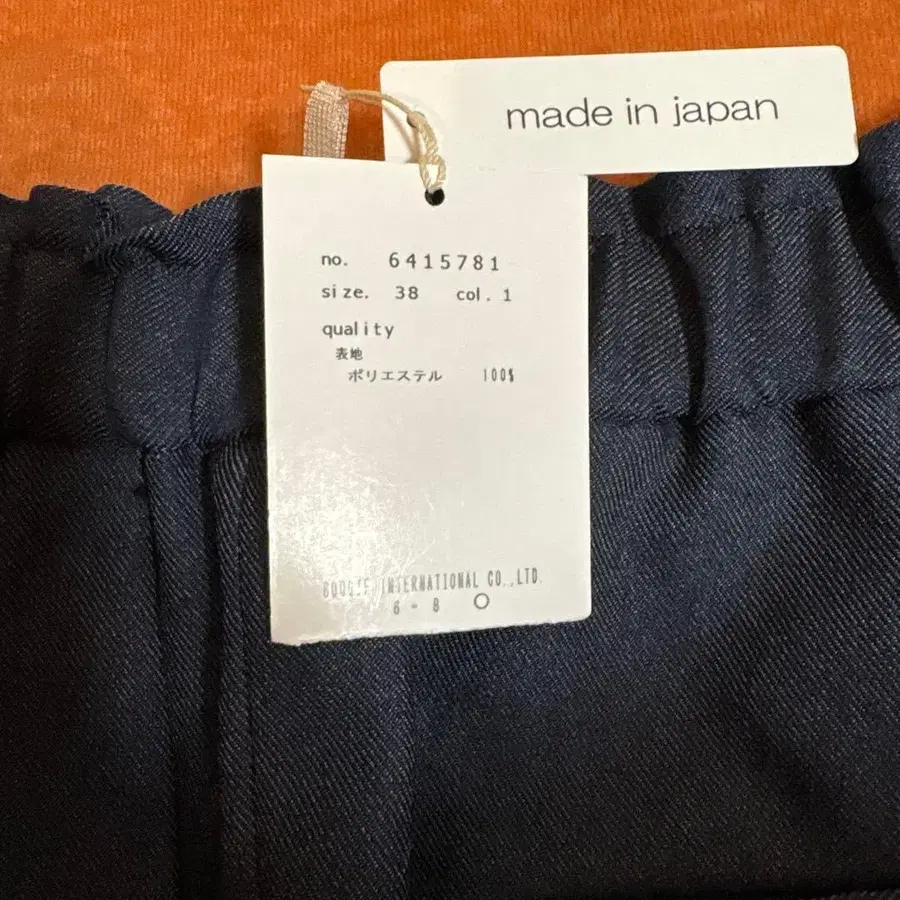 made in japan
no. 6415781
size. 38 col. 1
quality
表地
ポリエステル 100%
INTERNATIONAL CO.,LTD.
6 - 8 O